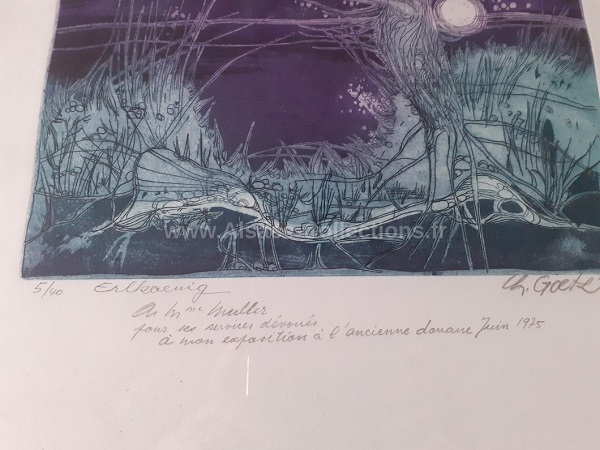 www.Alsace-collections.fr
5/40 Erlkoenig Ch. Goetz
A Mme Muller
pour ses services dévoués
à mon exposition à l'ancienne douane Juin 1975